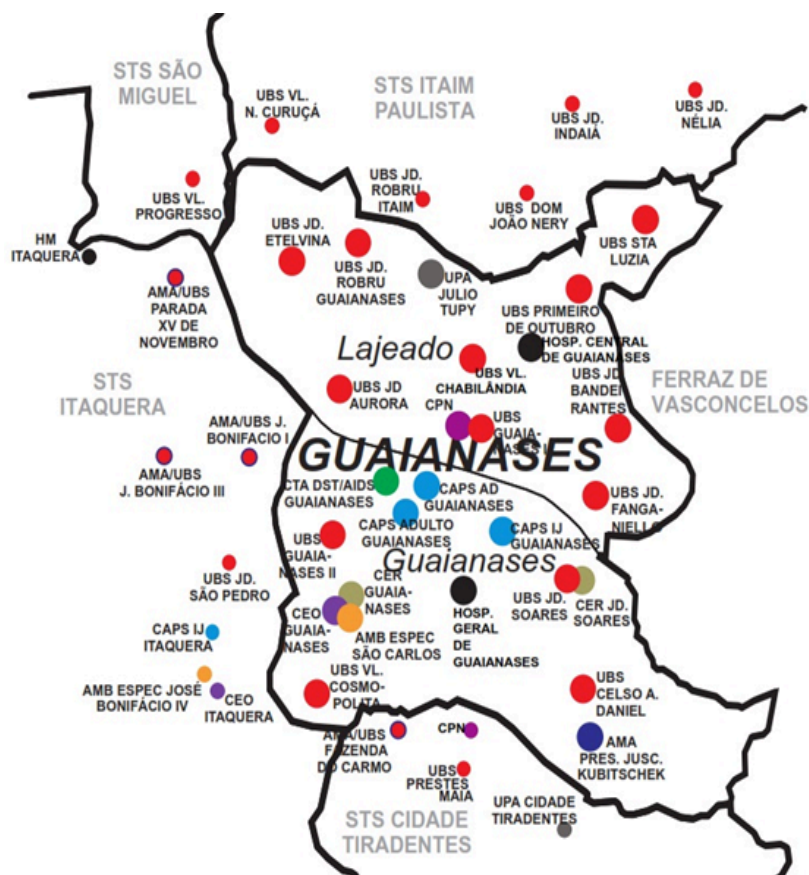 STS SÃO
MIGUEL
UBS VL.
N. CURUÇÁ
STS ITAIM
PAULISTA
UBS JD.
INDAIÁ
UBS JD.
NÉLIA
UBS VL.
PROGRESSO
UBS JD.
ROBRU
ITAIM
UBS DOM
JOÃO NERY
HM
ITAQUERA
UBS JD.
ETELVINA
UBS JD.
ROBRU
GUAIANASES
UPA
JULIO
TUPY
UBS STA
LUZIA
AMA/UBS
PARADA
XV DE
NOVEMBRO
UBS PRIMEIRO
DE OUTUBRO
HOSP. CENTRAL
DE GUAIANASES
Lajeado
UBS VL.
CHABILÂNDIA
UBS JD.
BANDEI
RANTES
FERRAZ DE
VASCONCELOS
STS
ITAQUERA
UBS JD
AURORA
CPN
UBS
GUAIA-
NASES I
AMA/UBS J.
BONIFACIO I
GUAIANASES
AMA/UBS
J. BONIFÁCIO III
CTA DST/AIDS
GUAIANASES
CAPS AD
GUAIANASES
UBS JD.
FANGA-
NIELLO
CAPS ADULTO
GUAIANASES
CAPS IJ
GUAIANASES
UBS
GUAIA-
NASES II
Guaianases
UBS JD.
SÃO PEDRO
CER
GUAIA-
NASES
UBS JD.
SOARES
CER JD.
SOARES
CEO
GUAIA-
NASES
HOSP.
GERAL
DE
GUAIANASES
CAPS IJ
ITAQUERA
AMB ESPEC
SÃO CARLOS
AMB ESPEC JOSÉ
BONIFÁCIO IV
CEO
ITAQUERA
UBS VL.
COSMO-
POLITA
UBS
CELSO A.
DANIEL
AMA/UBS
FAZENDA
DO CARMO
CPN
AMA
PRES. JUSC.
KUBITSCHEK
UBS
PRESTES
MAIA
UPA CIDADE
TIRADENTES
STS CIDADE
TIRADENTES